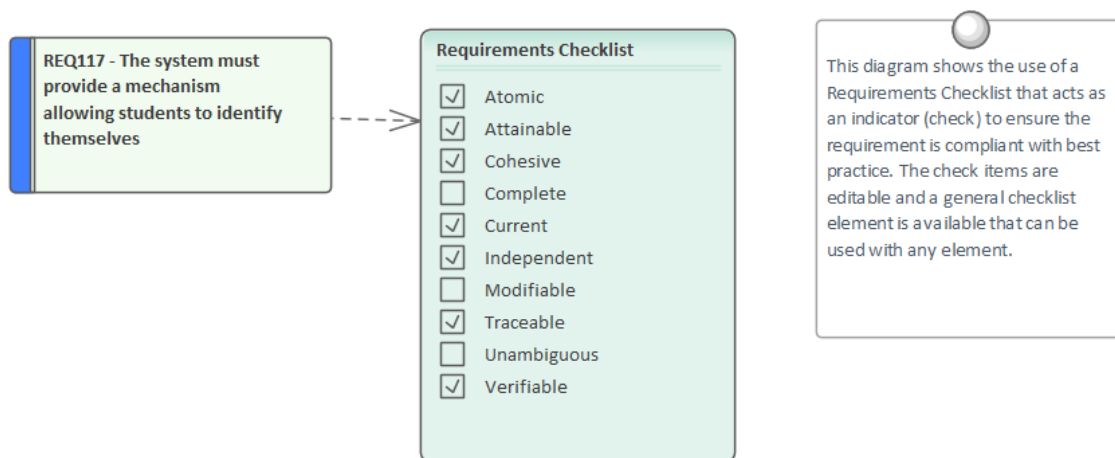 REQ117 - The system must
provide a mechanism
allowing students to identify
themselves
Requirements Checklist
Atomic
Attainable
Cohesive
Complete
Current
Independent
Modifiable
Traceable
Unambiguous
Verifiable
This diagram shows the use of a
Requirements Checklist that acts as
an indicator (check) to ensure the
requirement is compliant with best
practice. The check items are
editable and a general checklist
element is available that can be
used with any element.